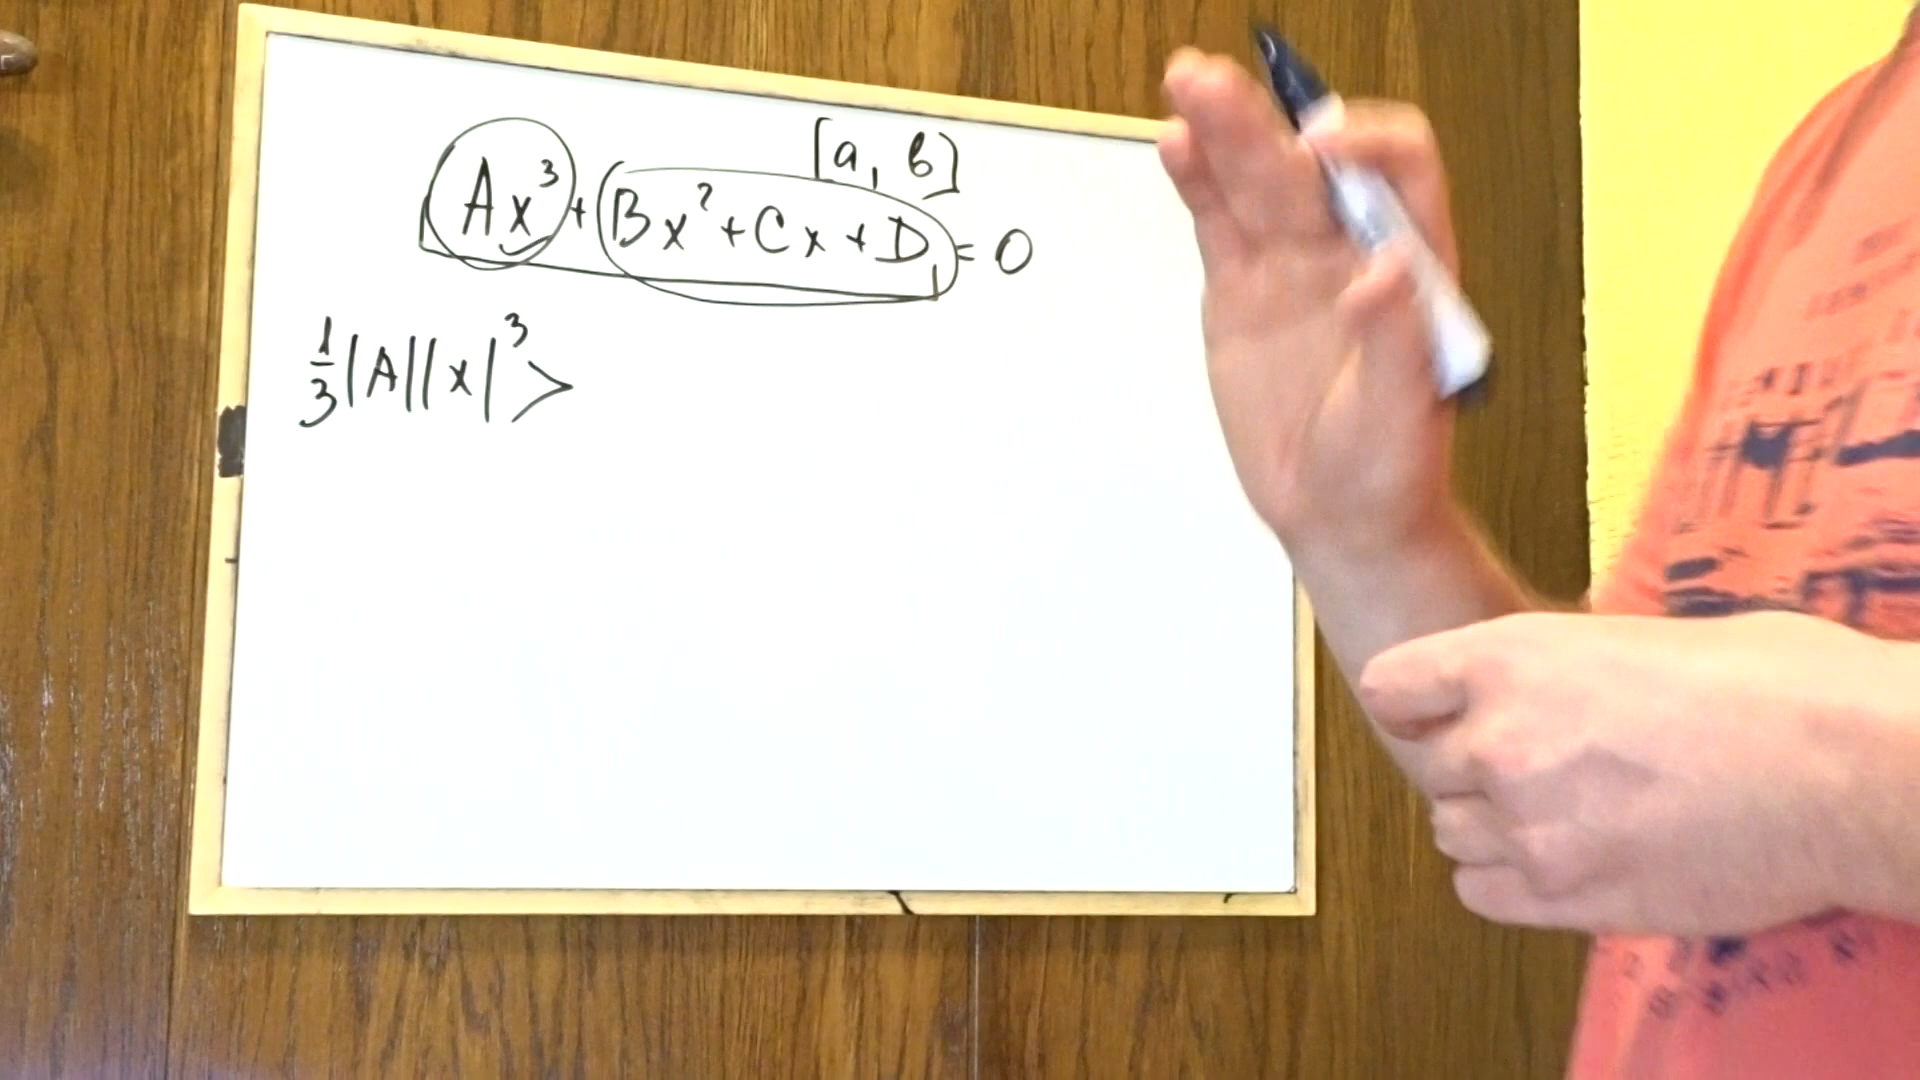 [a, b]
Ax³ + Bx² + Cx + D = 0
1/3 |A||x|³ >